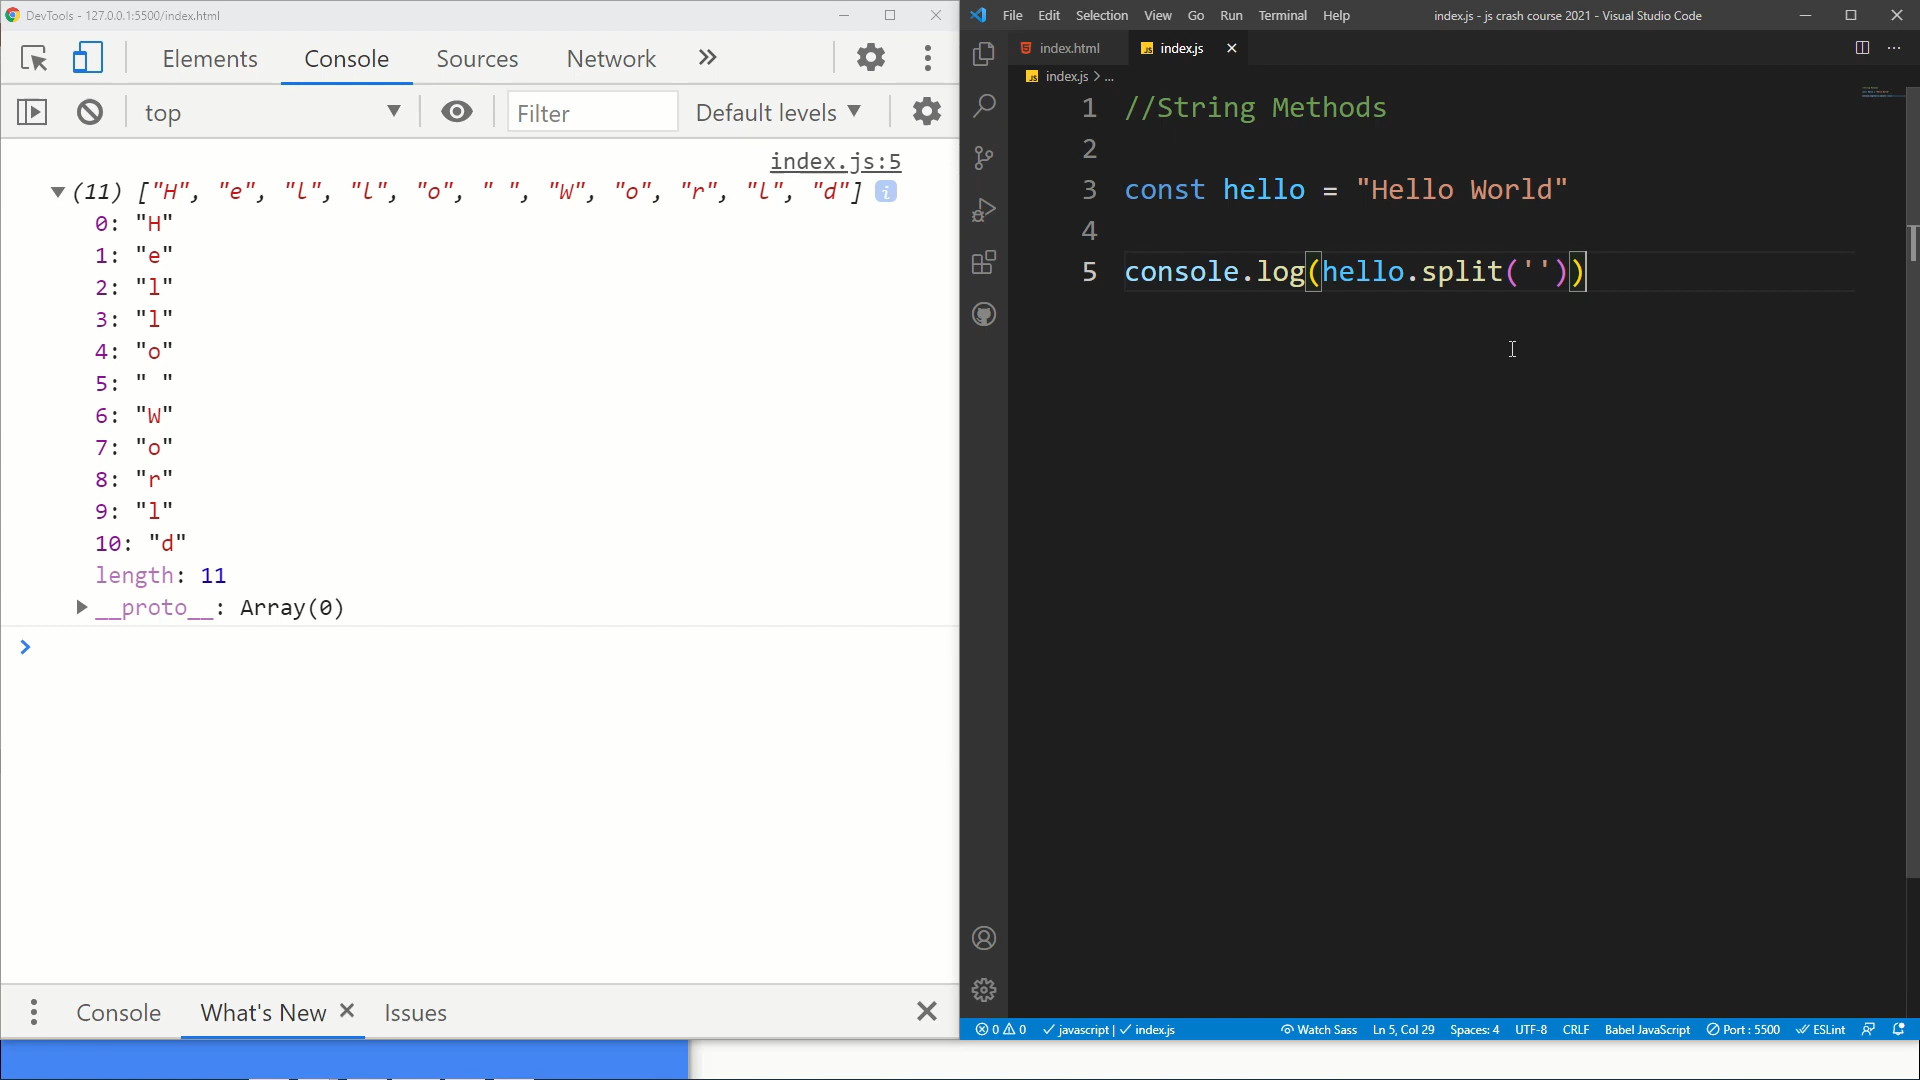 DevTools - 127.0.0.1:5500/index.html
Elements Console Sources Network
top Filter Default levels
index.js:5
(11) ["H", "e", "l", "l", "o", " ", "W", "o", "r", "l", "d"] i
0: "H"
1: "e"
2: "l"
3: "l"
4: "o"
5: " "
6: "W"
7: "o"
8: "r"
9: "l"
10: "d"
length: 11
__proto__: Array(0)
>
Console What's New Issues
File Edit Selection View Go Run Terminal Help index.js - js crash course 2021 - Visual Studio Code
index.html JS index.js
JS index.js > ...
1 //String Methods
2
3 const hello = "Hello World"
4
5 console.log(hello.split(''))
0 0 javascript | index.js Watch Sass Ln 5, Col 29 Spaces: 4 UTF-8 CRLF Babel JavaScript Port : 5500 ESLint